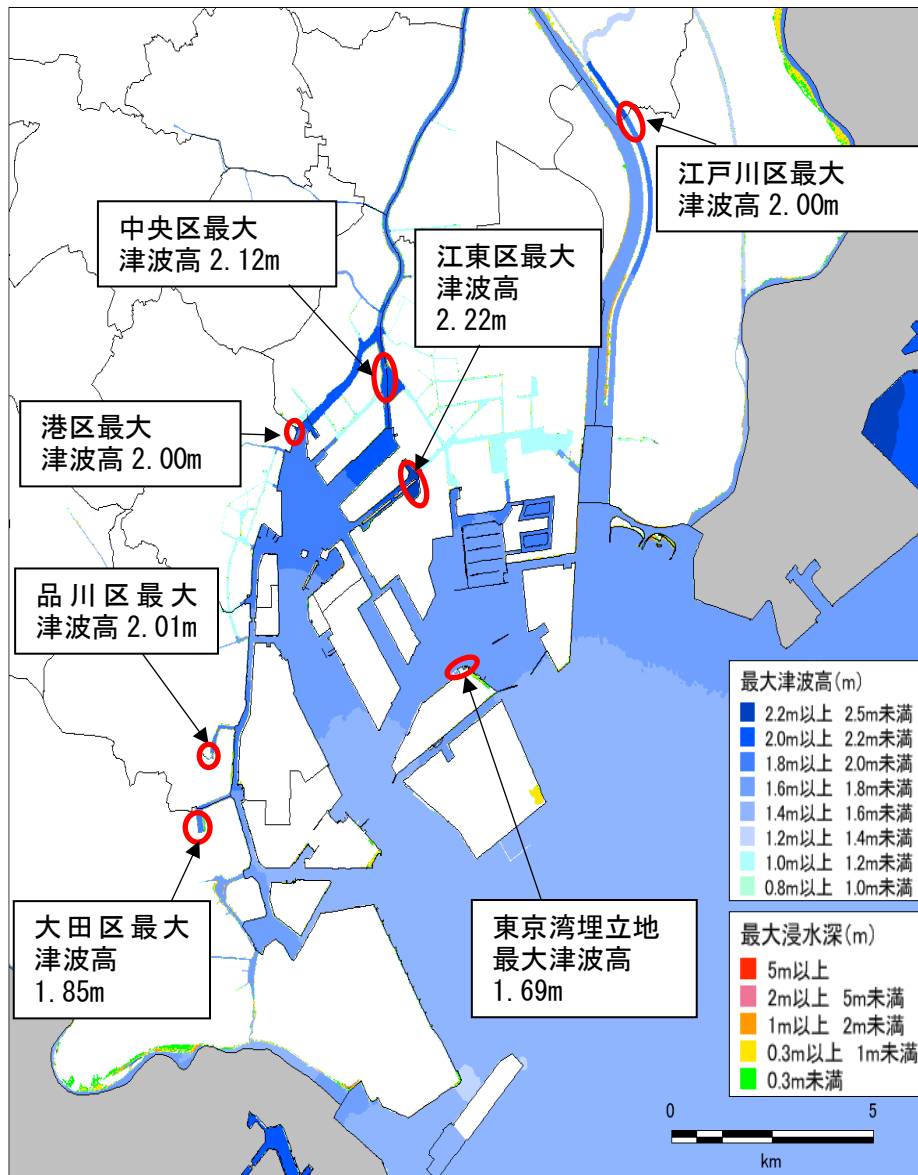 江戸川区最大
津波高 2.00m
中央区最大
津波高 2.12m
江東区最大
津波高
2.22m
港区最大
津波高 2.00m
品川区最大
津波高 2.01m
大田区最大
津波高
1.85m
東京湾埋立地
最大津波高
1.69m
最大津波高(m)
2.2m以上 2.5m未満
2.0m以上 2.2m未満
1.8m以上 2.0m未満
1.6m以上 1.8m未満
1.4m以上 1.6m未満
1.2m以上 1.4m未満
1.0m以上 1.2m未満
0.8m以上 1.0m未満
最大浸水深(m)
5m以上
2m以上 5m未満
1m以上 2m未満
0.3m以上 1m未満
0.3m未満
0 5
km